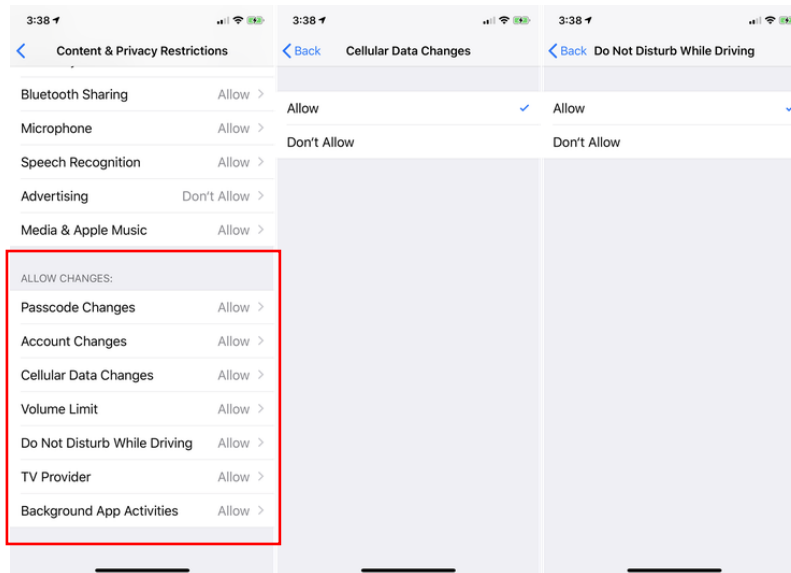 3:38
Content & Privacy Restrictions
Bluetooth Sharing Allow
Microphone Allow
Speech Recognition Allow
Advertising Don't Allow
Media & Apple Music Allow
ALLOW CHANGES:
Passcode Changes Allow
Account Changes Allow
Cellular Data Changes Allow
Volume Limit Allow
Do Not Disturb While Driving Allow
TV Provider Allow
Background App Activities Allow
3:38
Back Cellular Data Changes
Allow
Don't Allow
3:38
Back Do Not Disturb While Driving
Allow
Don't Allow